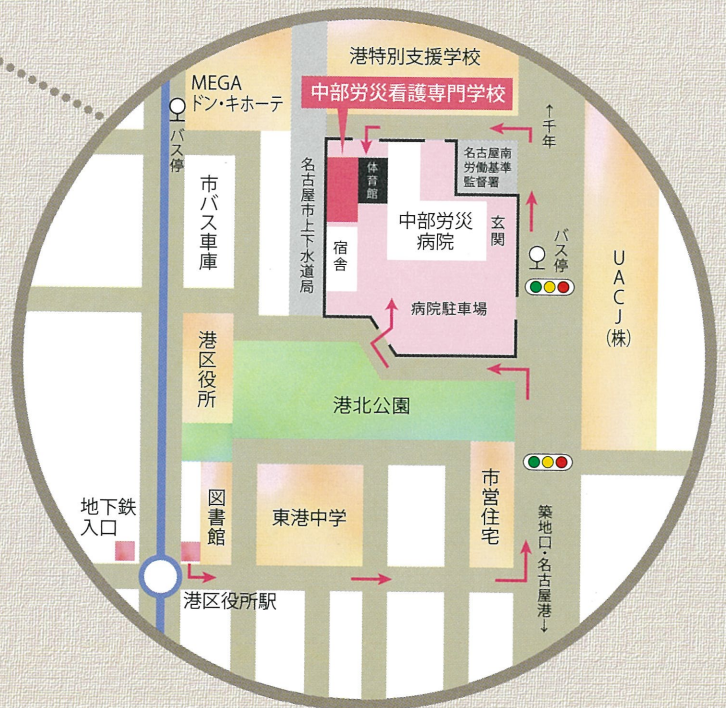 港特別支援学校
MEGA
ドン・キホーテ
中部労災看護専門学校
バス停
↑千年
名古屋南
労働基準
監督署
体育館
市バス車庫
名古屋市上下水道局
中部労災
病院
玄関
宿舎
バス停
UACJ
(株)
病院駐車場
港区役所
港北公園
地下鉄
入口
図書館
東港中学
市営住宅
築地口・名古屋港↓
港区役所駅